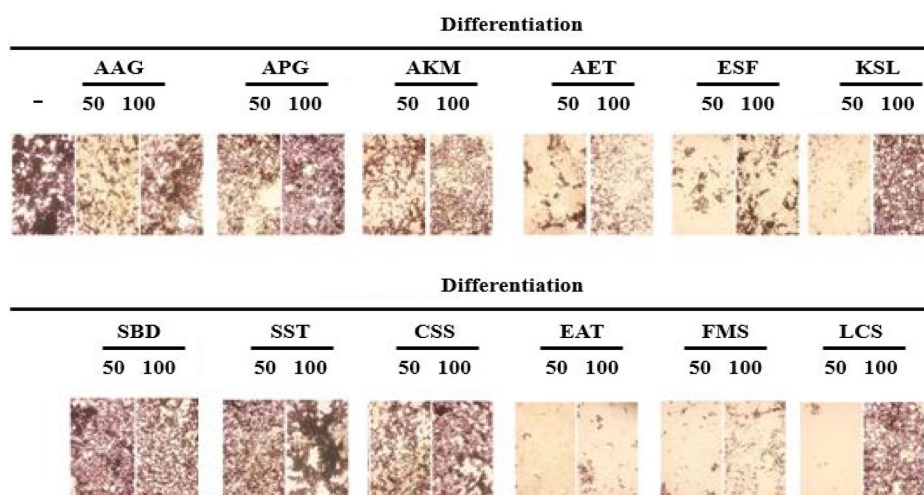 Differentiation
AAG APG AKM AET ESF KSL
- 50 100 50 100 50 100 50 100 50 100 50 100
Differentiation
SBD SST CSS EAT FMS LCS
50 100 50 100 50 100 50 100 50 100 50 100